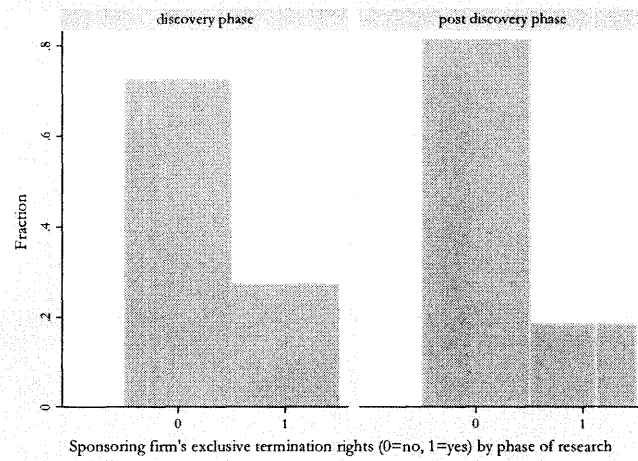 discovery phase
post discovery phase
Fraction
.8
.6
.4
.2
0
0
1
0
1
Sponsoring firm's exclusive termination rights (0=no, 1=yes) by phase of research